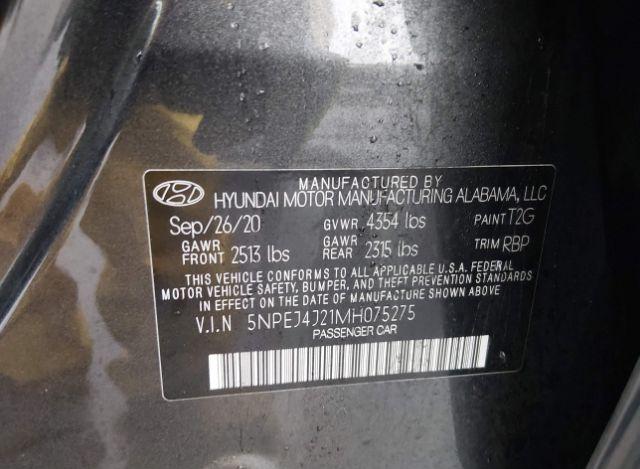 MANUFACTURED BY
HYUNDAI MOTOR MANUFACTURING ALABAMA, LLC
Sep/26/20 GVWR 4354 lbs PAINT T2G
GAWR FRONT 2513 lbs GAWR REAR 2315 lbs TRIM RBP
THIS VEHICLE CONFORMS TO ALL APPLICABLE U.S.A. FEDERAL
MOTOR VEHICLE SAFETY, BUMPER, AND THEFT PREVENTION STANDARDS
IN EFFECT ON THE DATE OF MANUFACTURE SHOWN ABOVE.
V.I.N 5NPEJ4J21MH075275
PASSENGER CAR